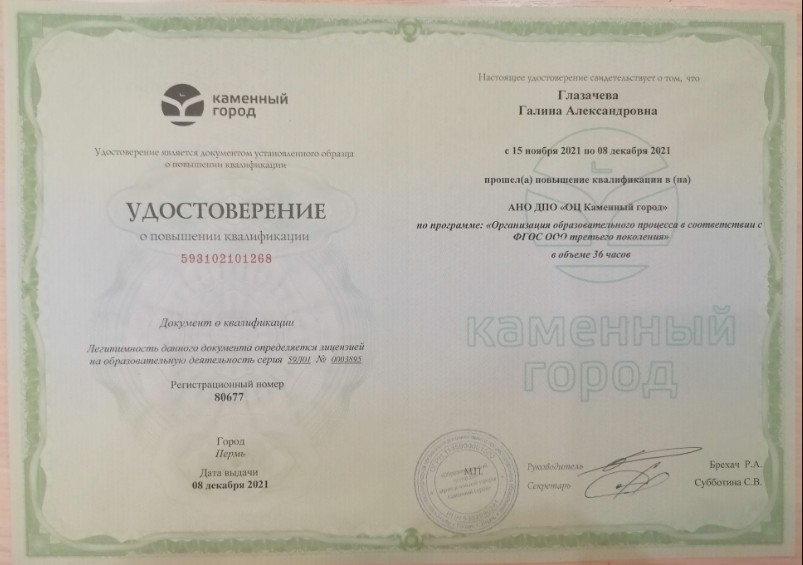 каменный
город
Удостоверение является документом установленного образца
о повышении квалификации
УДОСТОВЕРЕНИЕ
о повышении квалификации
593102101268
Документ о квалификации
Легитимность данного документа определяется лицензией
на образовательную деятельность серия 59Л01 № 0003895
Регистрационный номер
80677
Город
Пермь
Дата выдачи
08 декабря 2021
Настоящее удостоверение свидетельствует о том, что
Глазачева
Галина Александровна
с 15 ноября 2021 по 08 декабря 2021
прошел(а) повышение квалификации в (на)
АНО ДПО «ОЦ Каменный город»
по программе: «Организация образовательного процесса в соответствии с
ФГОС ООО третьего поколения»
в объеме 36 часов
каменный
город
М.П.
Руководитель
Брехач Р.А.
Секретарь
Субботина С.В.